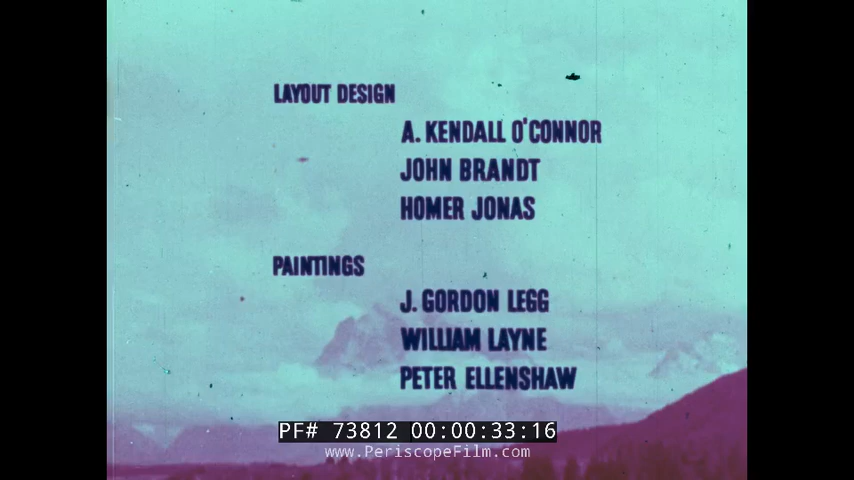 LAYOUT DESIGN
A. KENDALL O'CONNOR
JOHN BRANDT
HOMER JONAS
PAINTINGS
J. GORDON LEGG
WILLIAM LAYNE
PETER ELLENSHAW
PF# 73812 00:00:33:16
www.PeriscopeFilm.com